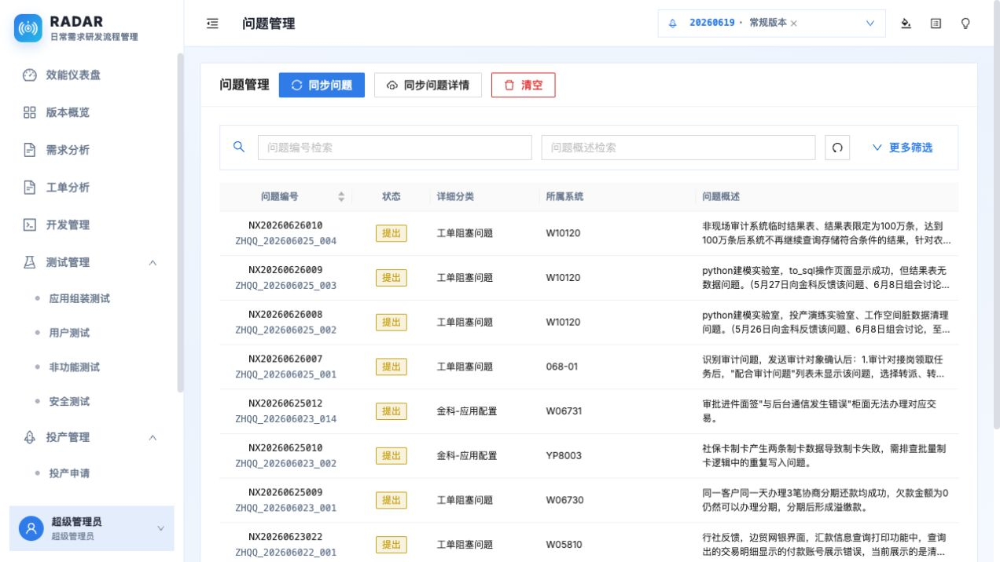 RADAR
日常需求研发流程管理
问题管理
20260619 · 常规版本 ×
效能仪表盘
版本概览
需求分析
工单分析
开发管理
测试管理
应用组装测试
用户测试
非功能测试
安全测试
投产管理
投产申请
超级管理员
超级管理员
问题管理 同步问题 同步问题详情 清空
问题编号检索 问题概述检索 更多筛选
问题编号 状态 详细分类 所属系统 问题概述
NX20260626010
ZHQQ_202606025_004
提出 工单阻塞问题 W10120
非现场审计系统临时结果表、结果表限定为100万条，达到
100万条后系统不再继续查询存储符合条件的结果，针对农...
NX20260626009
ZHQQ_202606025_003
提出 工单阻塞问题 W10120
python建模实验室，to_sql操作页面显示成功，但结果表无
数据问题。（5月27日向金科反馈该问题、6月8日组会讨论...
NX20260626008
ZHQQ_202606025_002
提出 工单阻塞问题 W10120
python建模实验室，投产演练实验室、工作空间脏数据清理
问题。（5月26日向金科反馈该问题、6月8日组会讨论，至...
NX20260626007
ZHQQ_202606025_001
提出 工单阻塞问题 068-01
识别审计问题，发送审计对象确认后：1.审计对接岗领取任
务后，"配合审计问题"列表未显示该问题，选择转派、转...
NX20260625012
ZHQQ_202606023_014
提出 金科-应用配置 W06731
审批进件面签"与后台通信发生错误"柜面无法办理对应交
易。
NX20260625010
ZHQQ_202606023_002
提出 金科-应用配置 YP8003
社保卡制卡产生两条制卡数据导致制卡失败，需排查批量制
卡逻辑中的重复写入问题。
NX20260625009
ZHQQ_202606023_001
提出 工单阻塞问题 W06730
同一客户同一天办理3笔协商分期还款均成功，欠款金额为0
仍然可以办理分期，分期后形成溢缴款。
NX20260623022
ZHQQ_202606022_001
提出 工单阻塞问题 W05810
行社反馈，边贸网银界面，汇款信息查询打印功能中，查询
出的交易明细显示的付款账号展示错误，当前展示的是清...